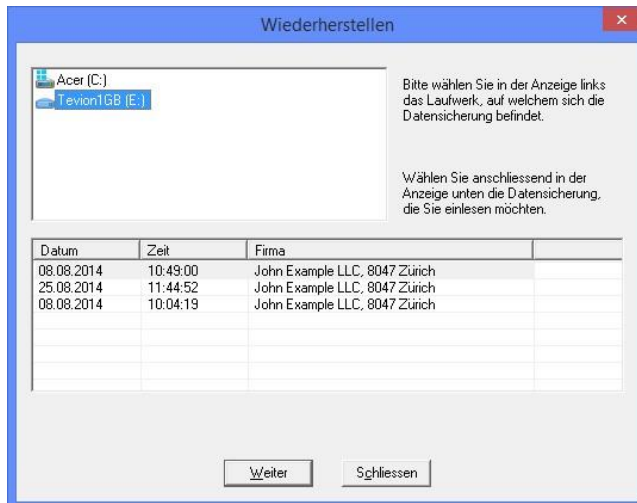 Wiederherstellen
Acer (C:)
Tevion1GB (E:)
Bitte wählen Sie in der Anzeige links
das Laufwerk, auf welchem sich die
Datensicherung befindet.
Wählen Sie anschliessend in der
Anzeige unten die Datensicherung,
die Sie einlesen möchten.
Datum Zeit Firma
08.08.2014 10:49:00 John Example LLC, 8047 Zürich
25.08.2014 11:44:52 John Example LLC, 8047 Zürich
08.08.2014 10:04:19 John Example LLC, 8047 Zürich
Weiter Schliessen